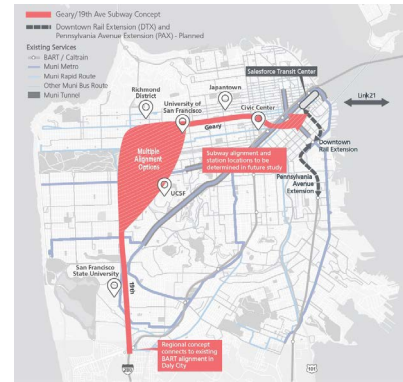 Geary/19th Ave Subway Concept
Downtown Rail Extension (DTX) and
Pennsylvania Avenue Extension (PAX) - Planned
Existing Services
BART / Caltrain
Muni Metro
Muni Rapid Route
Other Muni Bus Route
Muni Tunnel
Salesforce Transit Center
Link21
Japantown
Richmond
District
University of
San Francisco
Civic Center
Geary
Multiple
Alignment
Options
Subway alignment and
station locations to be
determined in future study
Downtown
Rail Extension
Pennsylvania
Avenue
Extension
UCSF
San Francisco
State University
19th
Regional concept
connects to existing
BART alignment in
Daly City
101